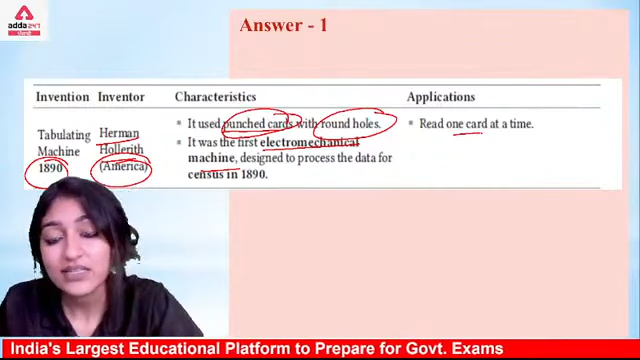 Answer - 1
adda247
ਪੰਜਾਬੀ
Invention Inventor Characteristics Applications
Tabulating Machine 1890
Herman Hollerith (America)
• It used punched cards with round holes.
• It was the first electromechanical
machine, designed to process the data for
census in 1890.
• Read one card at a time.
India's Largest Educational Platform to Prepare for Govt. Exams